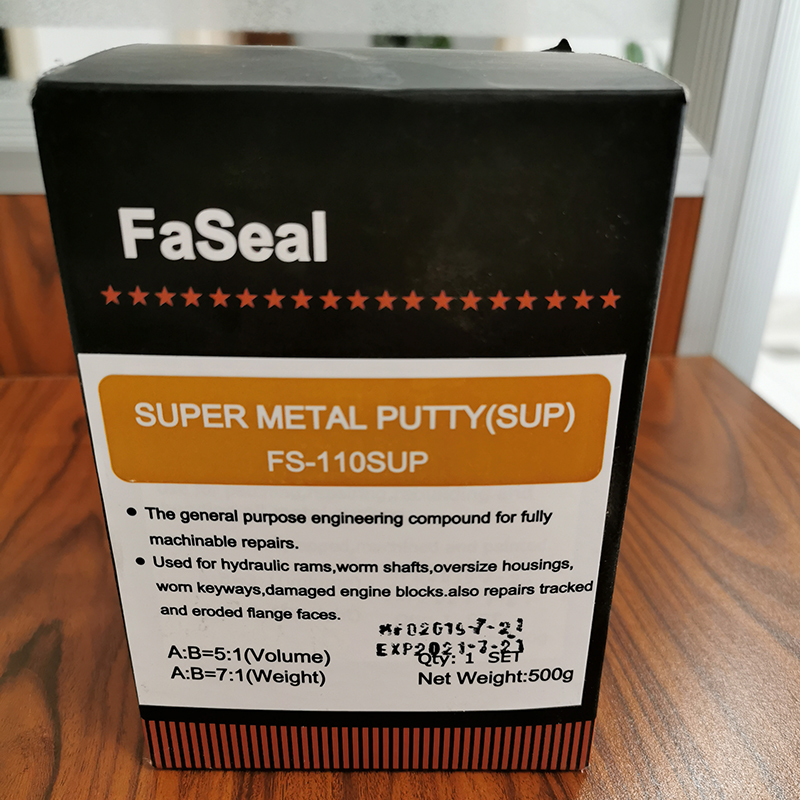 FaSeal
SUPER METAL PUTTY(SUP)
FS-110SUP
● The general purpose engineering compound for fully
machinable repairs.
● Used for hydraulic rams,worm shafts,oversize housings,
worn keyways,damaged engine blocks.also repairs tracked
and eroded flange faces.
A:B=5:1(Volume)
A:B=7:1(Weight)
EXP2021-7-21
Qty: 1 SET
Net Weight:500g